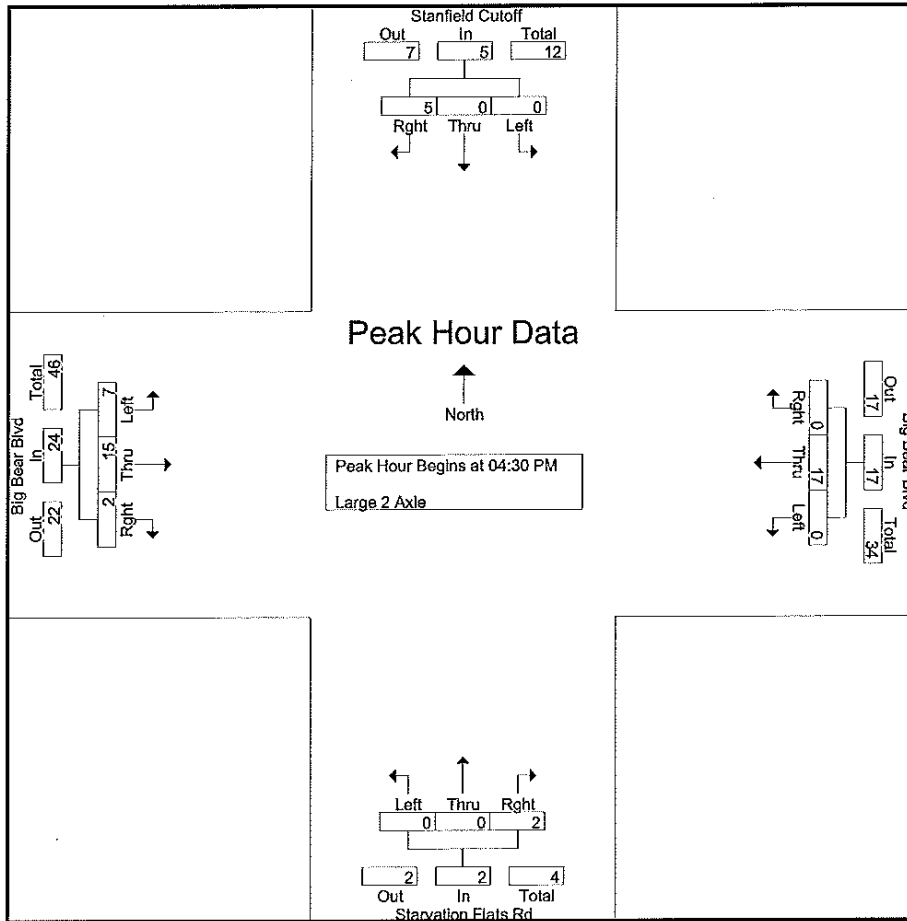 Stanfield Cutoff
Out In Total
7 5 12
5 0 0
Rght Thru Left
Peak Hour Data
North
Peak Hour Begins at 04:30 PM
Large 2 Axle
Big Bear Blvd
Out In Total
22 24 46
7 15 2
Left Thru Rght
Rght Thru Left
0 17 0
Out In Total
17 17 34
Big Bear Blvd
Left Thru Rght
0 0 2
2 2 4
Out In Total
Starvation Flats Rd